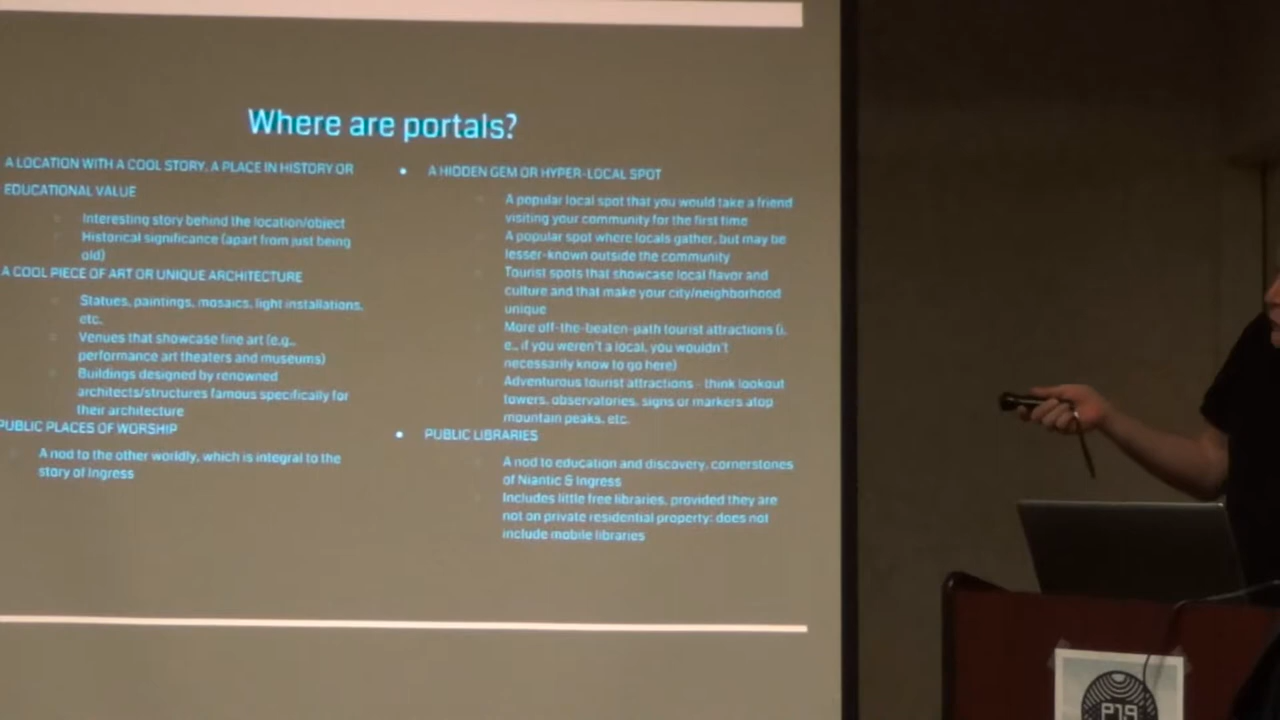 Where are portals?
A LOCATION WITH A COOL STORY, A PLACE IN HISTORY OR
EDUCATIONAL VALUE
Interesting story behind the location/object
Historical significance (apart from just being
old)
A COOL PIECE OF ART OR UNIQUE ARCHITECTURE
Statues, paintings, mosaics, light installations,
etc.
Venues that showcase fine art (e.g.,
performance art theaters and museums)
Buildings designed by renowned
architects/structures famous specifically for
their architecture
PUBLIC PLACES OF WORSHIP
A nod to the other worldly, which is integral to the
story of Ingress
• A HIDDEN GEM OR HYPER-LOCAL SPOT
A popular local spot that you would take a friend
visiting your community for the first time
A popular spot where locals gather, but may be
lesser-known outside the community
Tourist spots that showcase local flavor and
culture and that make your city/neighborhood
unique
More off-the-beaten-path tourist attractions (i.
e., if you weren't a local, you wouldn't
necessarily know to go here)
Adventurous tourist attractions - think lookout
towers, observatories, signs or markers atop
mountain peaks, etc.
• PUBLIC LIBRARIES
A nod to education and discovery, cornerstones
of Niantic & Ingress
Includes little free libraries, provided they are
not on private residential property; does not
include mobile libraries
P19